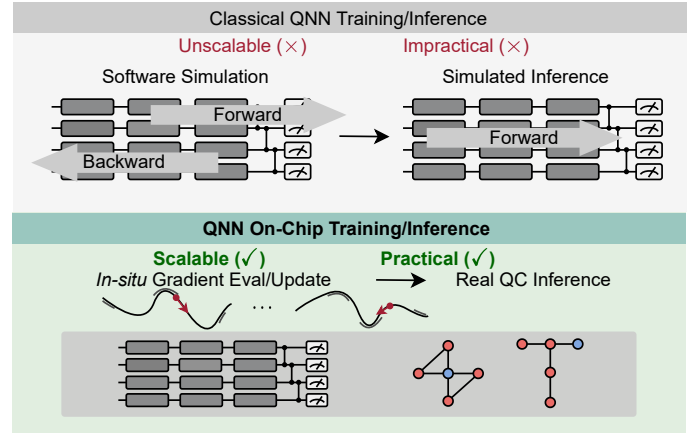 Classical QNN Training/Inference
Unscalable (×) Impractical (×)
Software Simulation Simulated Inference
Forward
Backward
Forward
QNN On-Chip Training/Inference
Scalable (✓) Practical (✓)
In-situ Gradient Eval/Update Real QC Inference
...